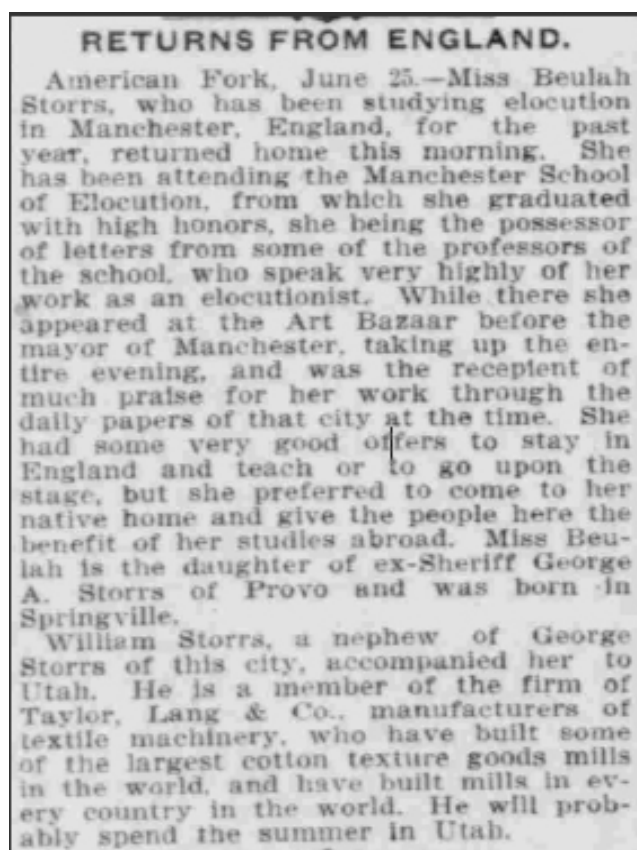 RETURNS FROM ENGLAND.
American Fork, June 25.—Miss Beulah
Storrs, who has been studying elocution
in Manchester, England, for the past
year, returned home this morning. She
has been attending the Manchester School
of Elocution, from which she graduated
with high honors, she being the possessor
of letters from some of the professors of
the school, who speak very highly of her
work as an elocutionist. While there she
appeared at the Art Bazaar before the
mayor of Manchester, taking up the en-
tire evening, and was the recepient of
much praise for her work through the
daily papers of that city at the time. She
had some very good offers to stay in
England and teach or to go upon the
stage, but she preferred to come to her
native home and give the people here the
benefit of her studies abroad. Miss Beu-
lah is the daughter of ex-Sheriff George
A. Storrs of Provo and was born in
Springville.
William Storrs, a nephew of George
Storrs of this city, accompanied her to
Utah. He is a member of the firm of
Taylor, Lang & Co., manufacturers of
textile machinery, who have built some
of the largest cotton texture goods mills
in the world, and have built mills in ev-
ery country in the world. He will prob-
ably spend the summer in Utah.